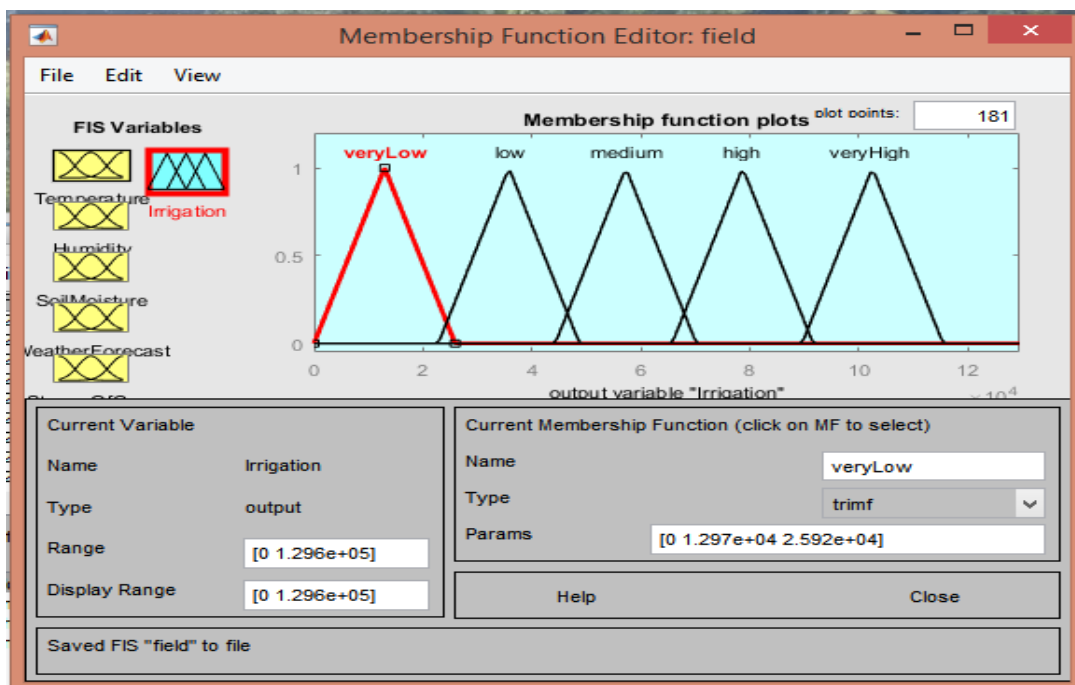 Membership Function Editor: field
File Edit View
FIS Variables
Membership function plots
plot points: 181
Temperature
Irrigation
Humidity
SoilMoisture
WeatherForecast
veryLow low medium high veryHigh
1
0.5
0
0 2 4 6 8 10 12
output variable "Irrigation"
×10⁴
Current Variable
Name Irrigation
Type output
Range [0 1.296e+05]
Display Range [0 1.296e+05]
Current Membership Function (click on MF to select)
Name veryLow
Type trimf
Params [0 1.297e+04 2.592e+04]
Help Close
Saved FIS "field" to file